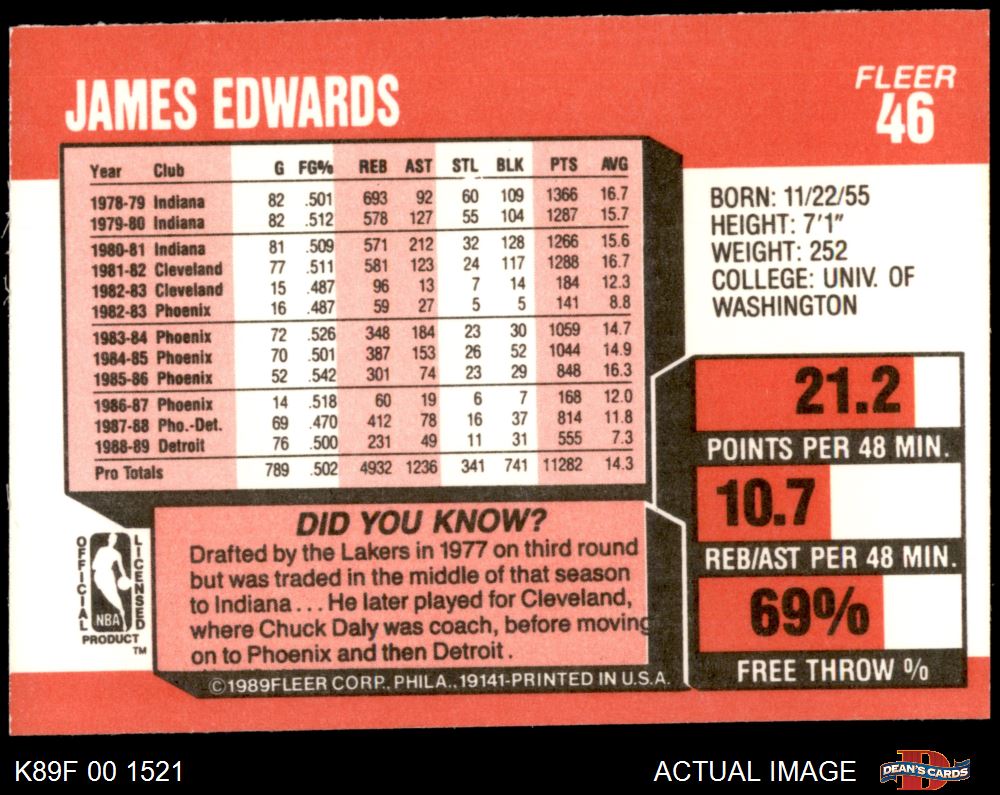 JAMES EDWARDS
FLEER
46
Year Club G FG% REB AST STL BLK PTS AVG
1978-79 Indiana 82 .501 693 92 60 109 1366 16.7
1979-80 Indiana 82 .512 578 127 55 104 1287 15.7
1980-81 Indiana 81 .509 571 212 32 128 1266 15.6
1981-82 Cleveland 77 .511 581 123 24 117 1288 16.7
1982-83 Cleveland 15 .487 96 13 7 14 184 12.3
1982-83 Phoenix 16 .487 59 27 5 5 141 8.8
1983-84 Phoenix 72 .526 348 184 23 30 1059 14.7
1984-85 Phoenix 70 .501 387 153 26 52 1044 14.9
1985-86 Phoenix 52 .542 301 74 23 29 848 16.3
1986-87 Phoenix 14 .518 60 19 6 7 168 12.0
1987-88 Pho.-Det. 69 .470 412 78 16 37 814 11.8
1988-89 Detroit 76 .500 231 49 11 31 555 7.3
Pro Totals 789 .502 4932 1236 341 741 11282 14.3
BORN: 11/22/55
HEIGHT: 7'1"
WEIGHT: 252
COLLEGE: UNIV. OF
WASHINGTON
21.2
POINTS PER 48 MIN.
10.7
REB/AST PER 48 MIN.
69%
FREE THROW %
OFFICIAL
NBA
LICENSED
PRODUCT
TM
DID YOU KNOW?
Drafted by the Lakers in 1977 on third round
but was traded in the middle of that season
to Indiana... He later played for Cleveland,
where Chuck Daly was coach, before moving
on to Phoenix and then Detroit.
©1989 FLEER CORP., PHILA., 19141-PRINTED IN U.S.A.
K89F 00 1521
ACTUAL IMAGE
DEAN'S CARDS